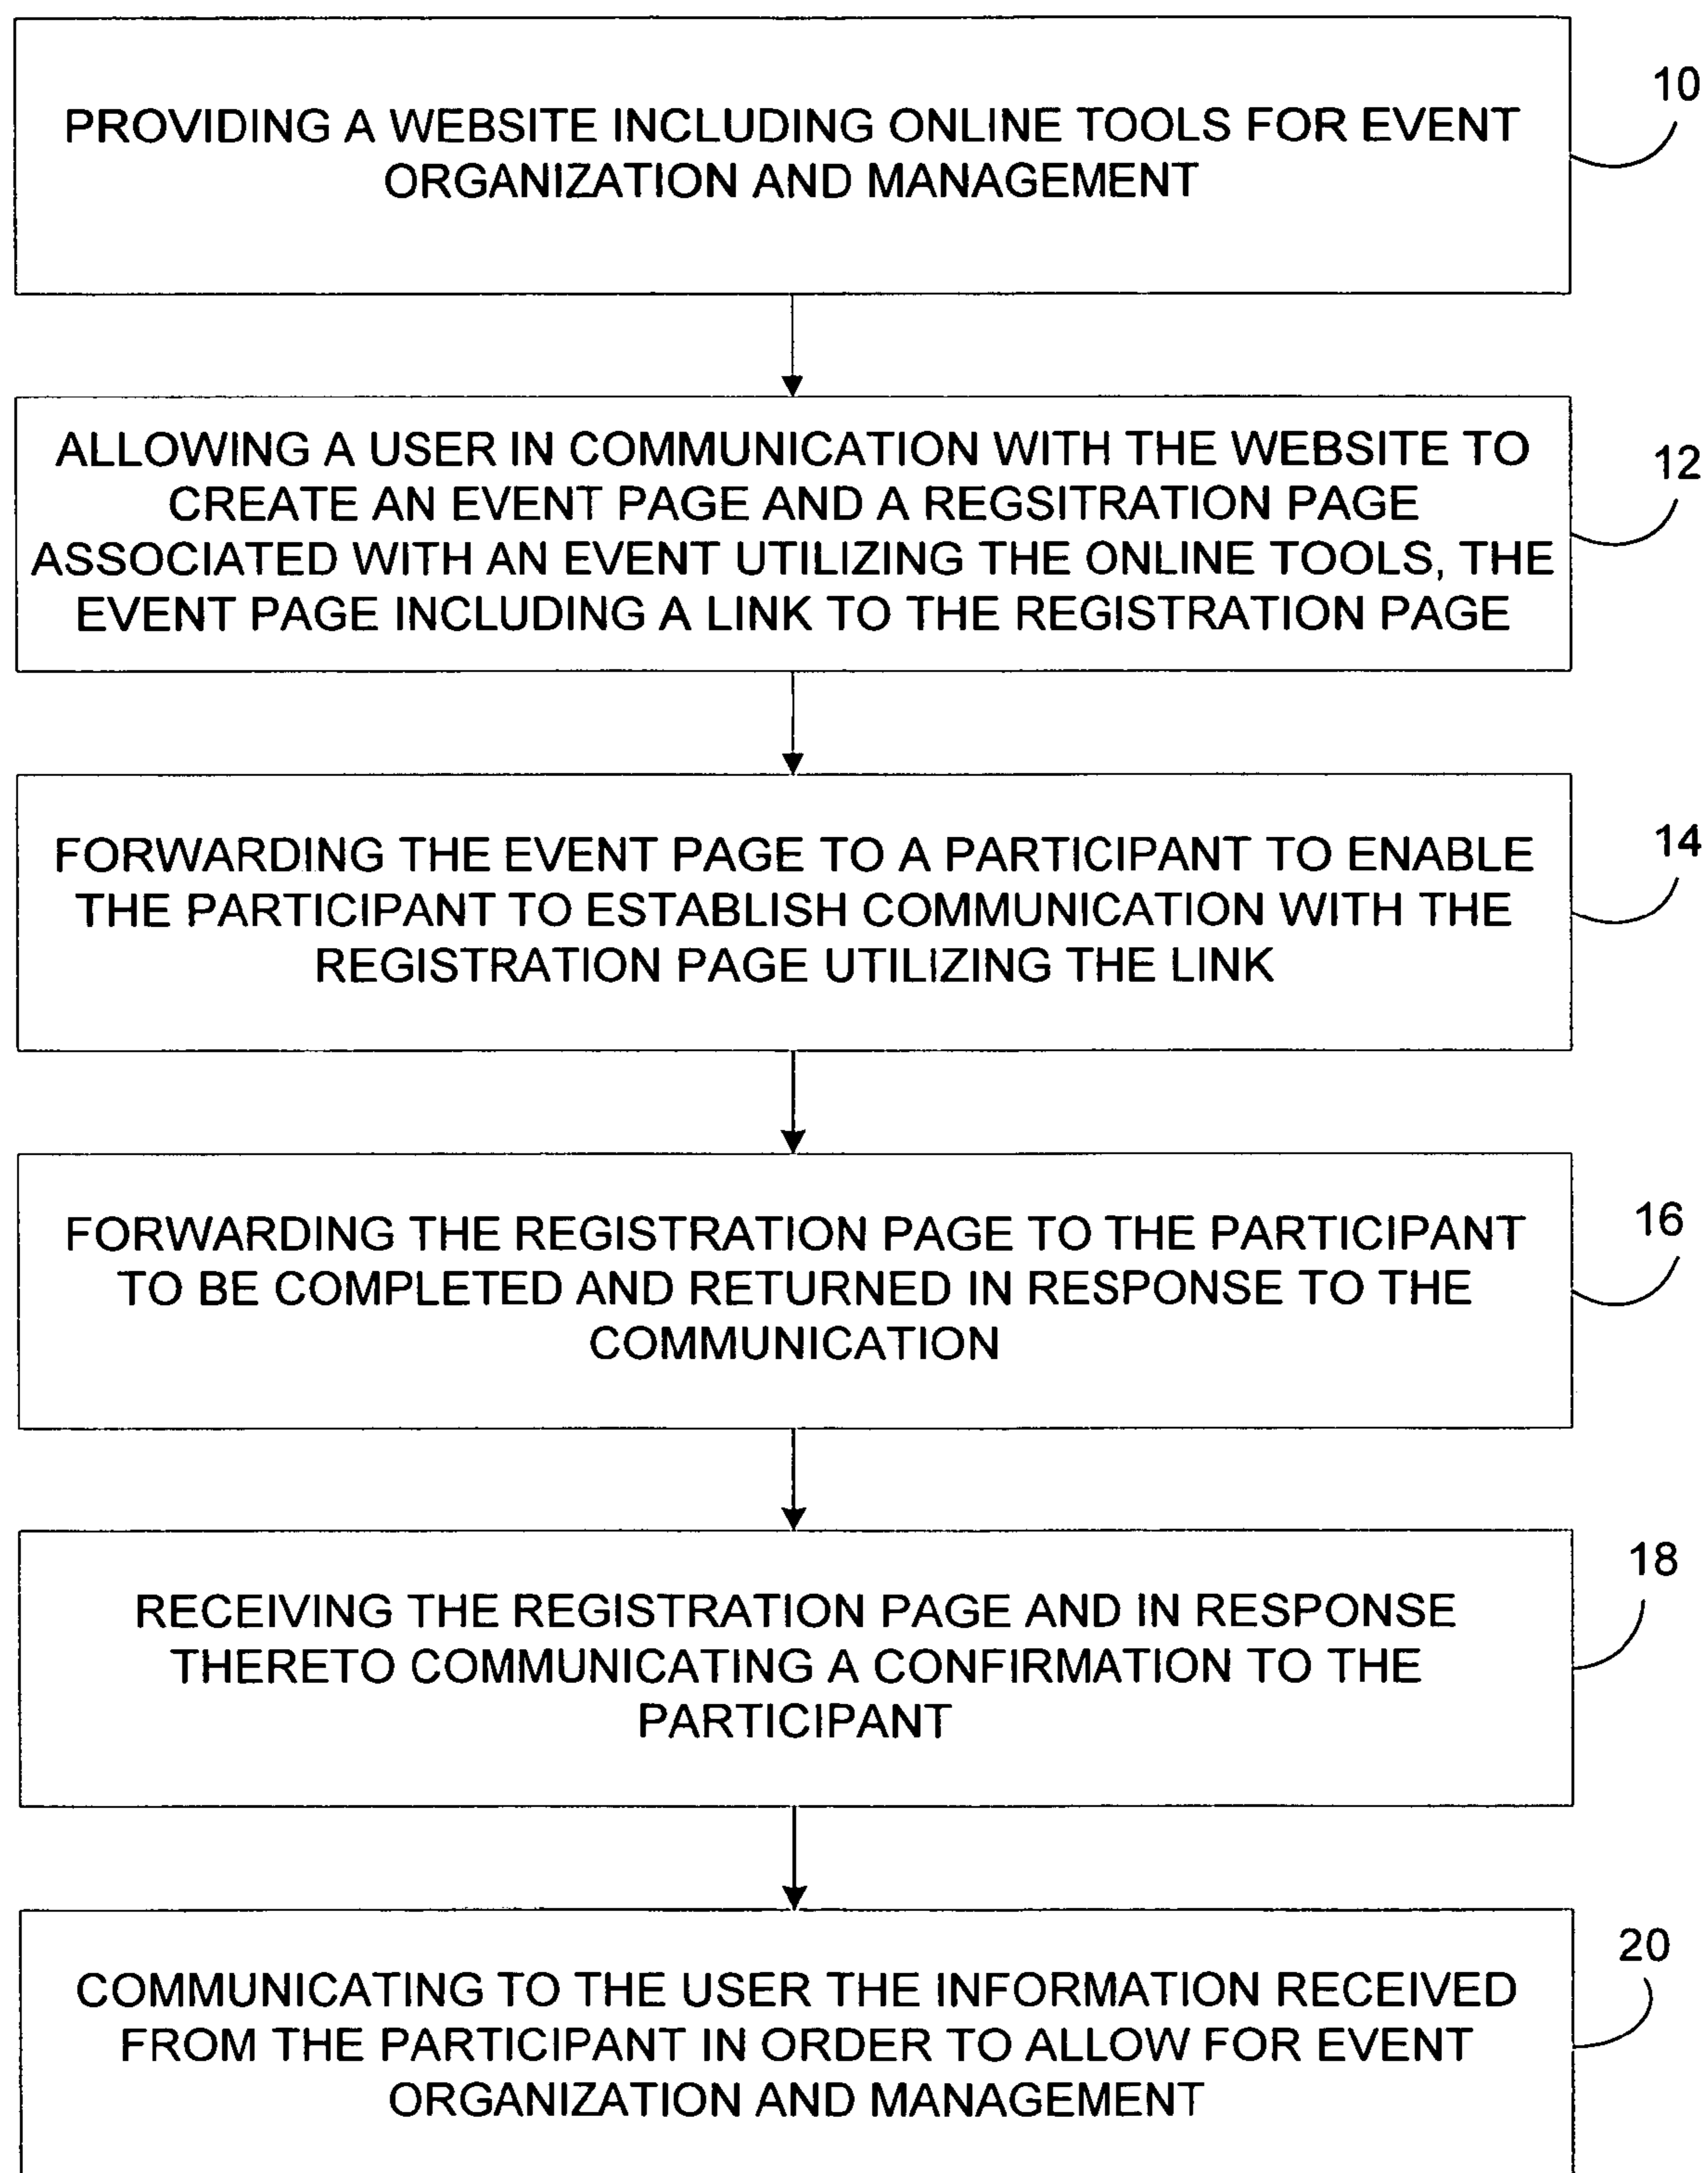 PROVIDING A WEBSITE INCLUDING ONLINE TOOLS FOR EVENT
ORGANIZATION AND MANAGEMENT
10
ALLOWING A USER IN COMMUNICATION WITH THE WEBSITE TO
CREATE AN EVENT PAGE AND A REGSITRATION PAGE
ASSOCIATED WITH AN EVENT UTILIZING THE ONLINE TOOLS, THE
EVENT PAGE INCLUDING A LINK TO THE REGISTRATION PAGE
12
FORWARDING THE EVENT PAGE TO A PARTICIPANT TO ENABLE
THE PARTICIPANT TO ESTABLISH COMMUNICATION WITH THE
REGISTRATION PAGE UTILIZING THE LINK
14
FORWARDING THE REGISTRATION PAGE TO THE PARTICIPANT
TO BE COMPLETED AND RETURNED IN RESPONSE TO THE
COMMUNICATION
16
RECEIVING THE REGISTRATION PAGE AND IN RESPONSE
THERETO COMMUNICATING A CONFIRMATION TO THE
PARTICIPANT
18
COMMUNICATING TO THE USER THE INFORMATION RECEIVED
FROM THE PARTICIPANT IN ORDER TO ALLOW FOR EVENT
ORGANIZATION AND MANAGEMENT
20